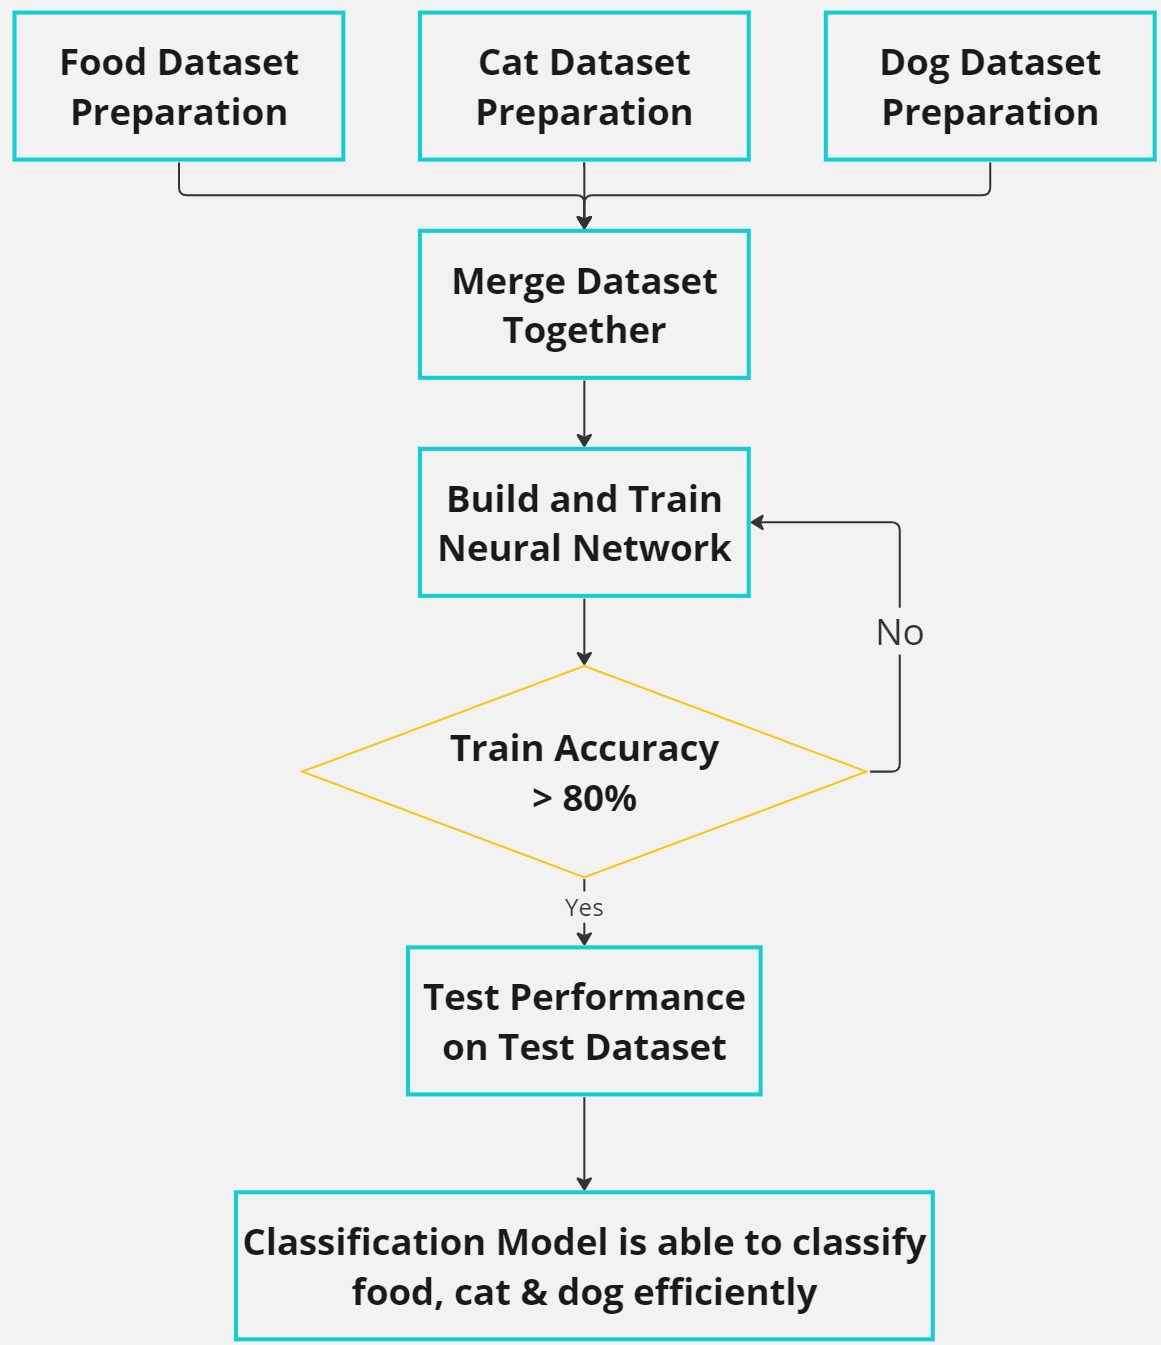 Food Dataset
Preparation
Cat Dataset
Preparation
Dog Dataset
Preparation
Merge Dataset
Together
Build and Train
Neural Network
No
Train Accuracy
> 80%
Yes
Test Performance
on Test Dataset
Classification Model is able to classify
food, cat & dog efficiently